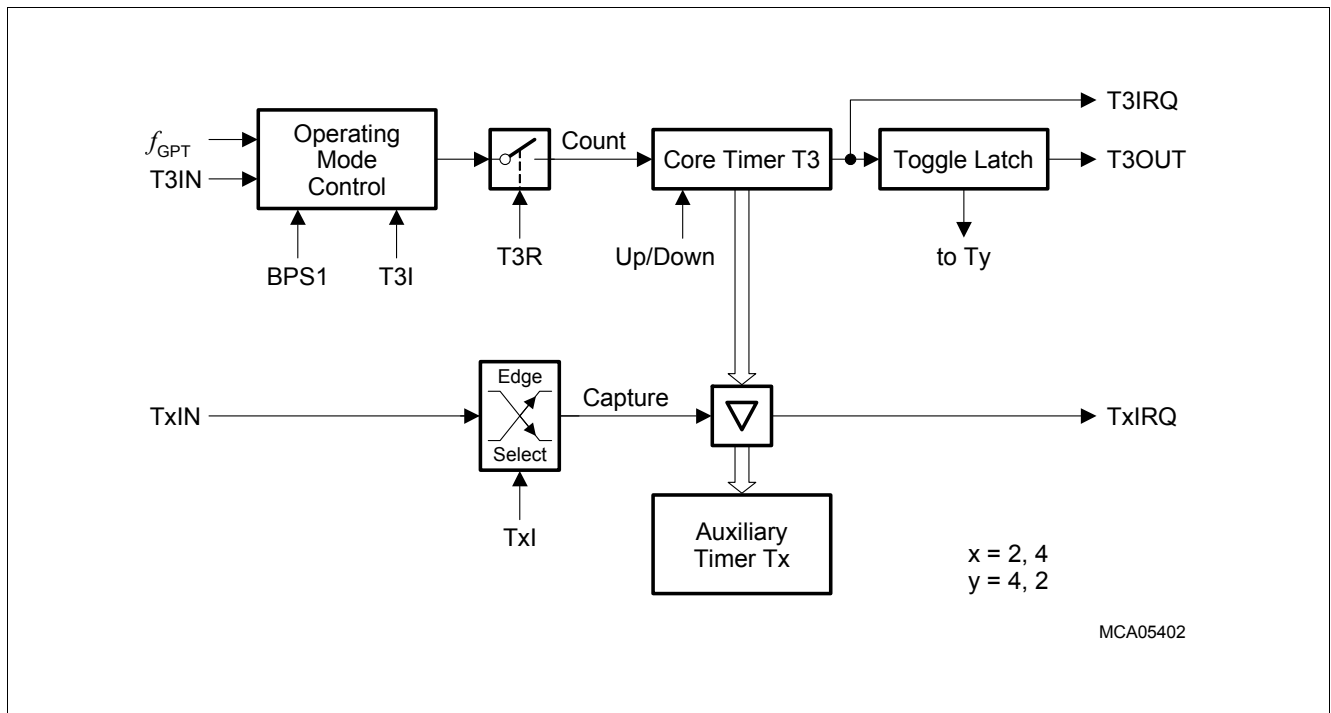 T3IRQ
Operating
Mode
Control
fGPT
T3IN
Count
Core Timer T3
Toggle Latch
T3OUT
BPS1
T3I
T3R
Up/Down
to Ty
Edge
Select
TxIN
Capture
TxIRQ
TxI
Auxiliary
Timer Tx
x = 2, 4
y = 4, 2
MCA05402